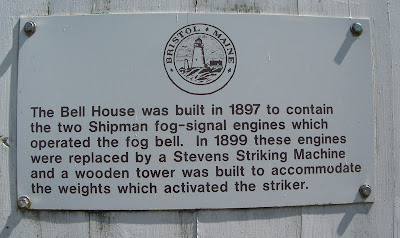 BRISTOL MAINE
The Bell House was built in 1897 to contain
the two Shipman fog-signal engines which
operated the fog bell. In 1899 these engines
were replaced by a Stevens Striking Machine
and a wooden tower was built to accommodate
the weights which activated the striker.